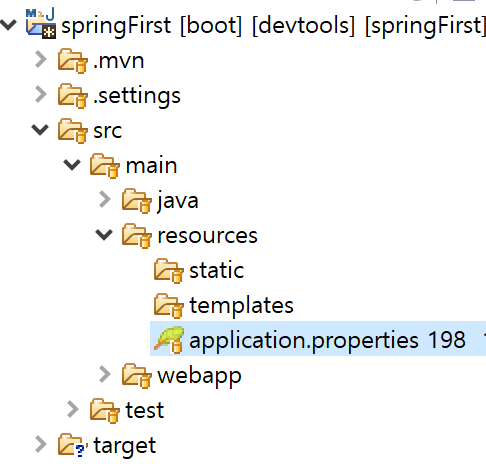 springFirst [boot] [devtools] [springFirst]
.mvn
.settings
src
main
java
resources
static
templates
application.properties 198
webapp
test
target